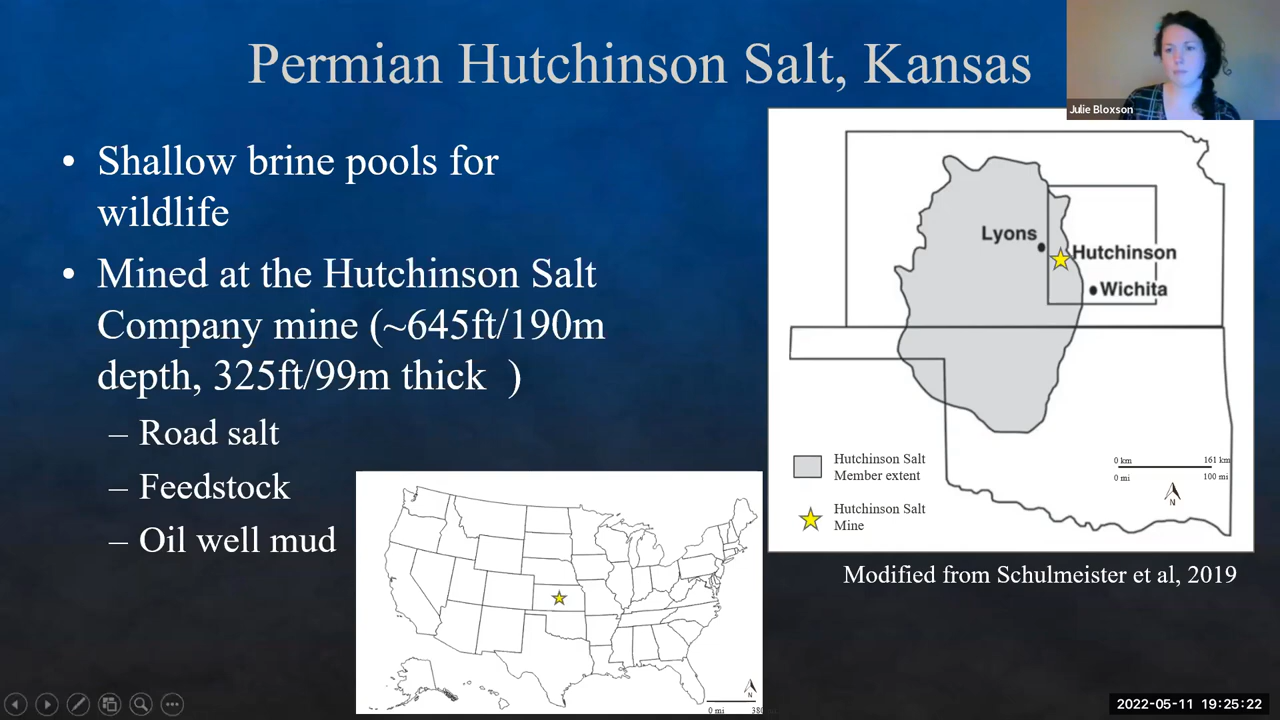 Permian Hutchinson Salt, Kansas
Julie Bloxson
• Shallow brine pools for
wildlife
• Mined at the Hutchinson Salt
Company mine (~645ft/190m
depth, 325ft/99m thick )
– Road salt
– Feedstock
– Oil well mud
Lyons
Hutchinson
Wichita
Hutchinson Salt
Member extent
Hutchinson Salt
Mine
0 km 161 km
0 mi 100 mi
N
Modified from Schulmeister et al, 2019
N
0 mi
2022-05-11 19:25:22